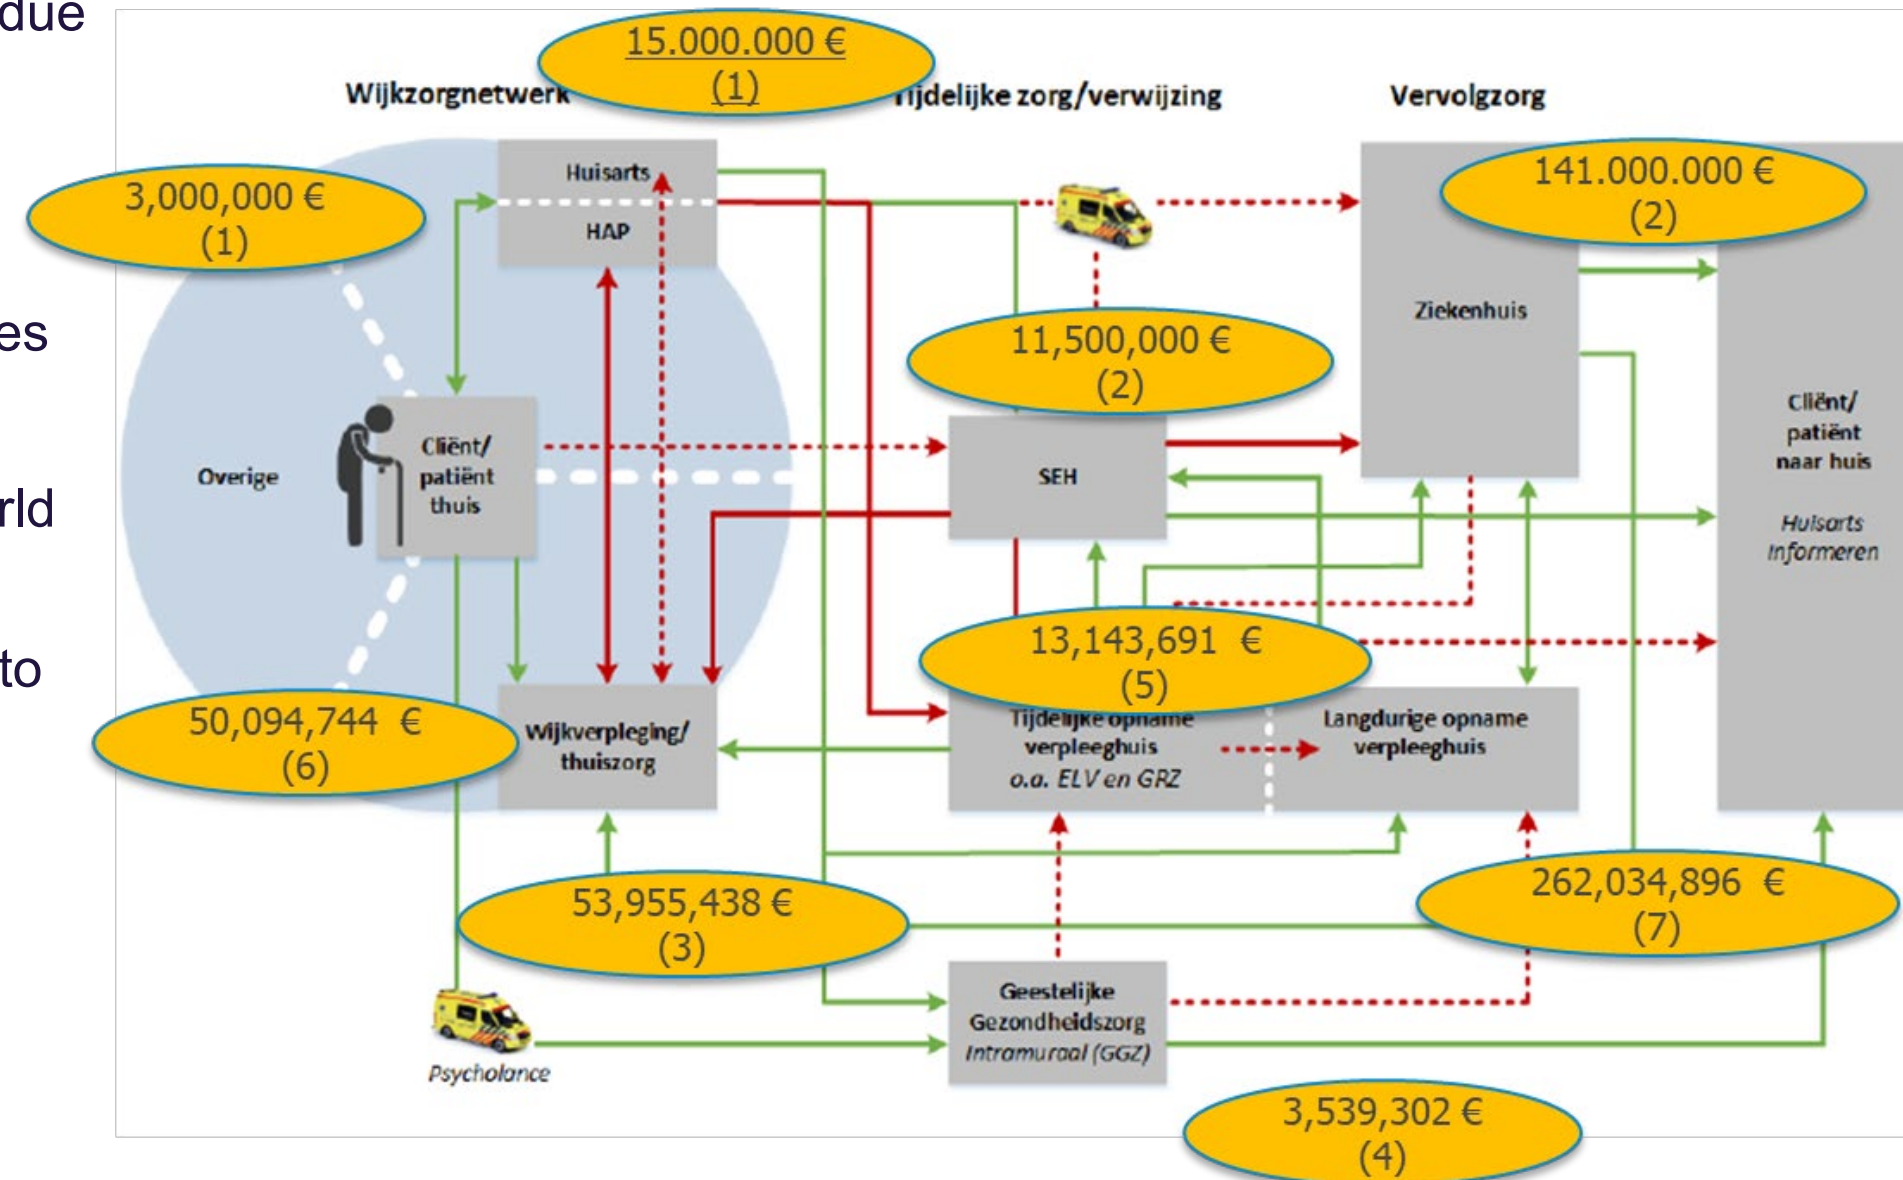 due
es
rld
to
15.000.000 €
(1)
Wijkzorgnetwerk
Tijdelijke zorg/verwijzing
Vervolgzorg
3,000,000 €
(1)
Huisarts
HAP
141.000.000 €
(2)
Ziekenhuis
11,500,000 €
(2)
Overige
Cliënt/
patiënt
thuis
SEH
Cliënt/
patiënt
naar huis
Huisarts
Informeren
13,143,691 €
(5)
50,094,744 €
(6)
Wijkverpleging/
thuiszorg
Tijdelijke opname
verpleeghuis
o.a. ELV en GRZ
Langdurige opname
verpleeghuis
53,955,438 €
(3)
262,034,896 €
(7)
Geestelijke
Gezondheidszorg
Intramuraal (GGZ)
Psycholance
3,539,302 €
(4)